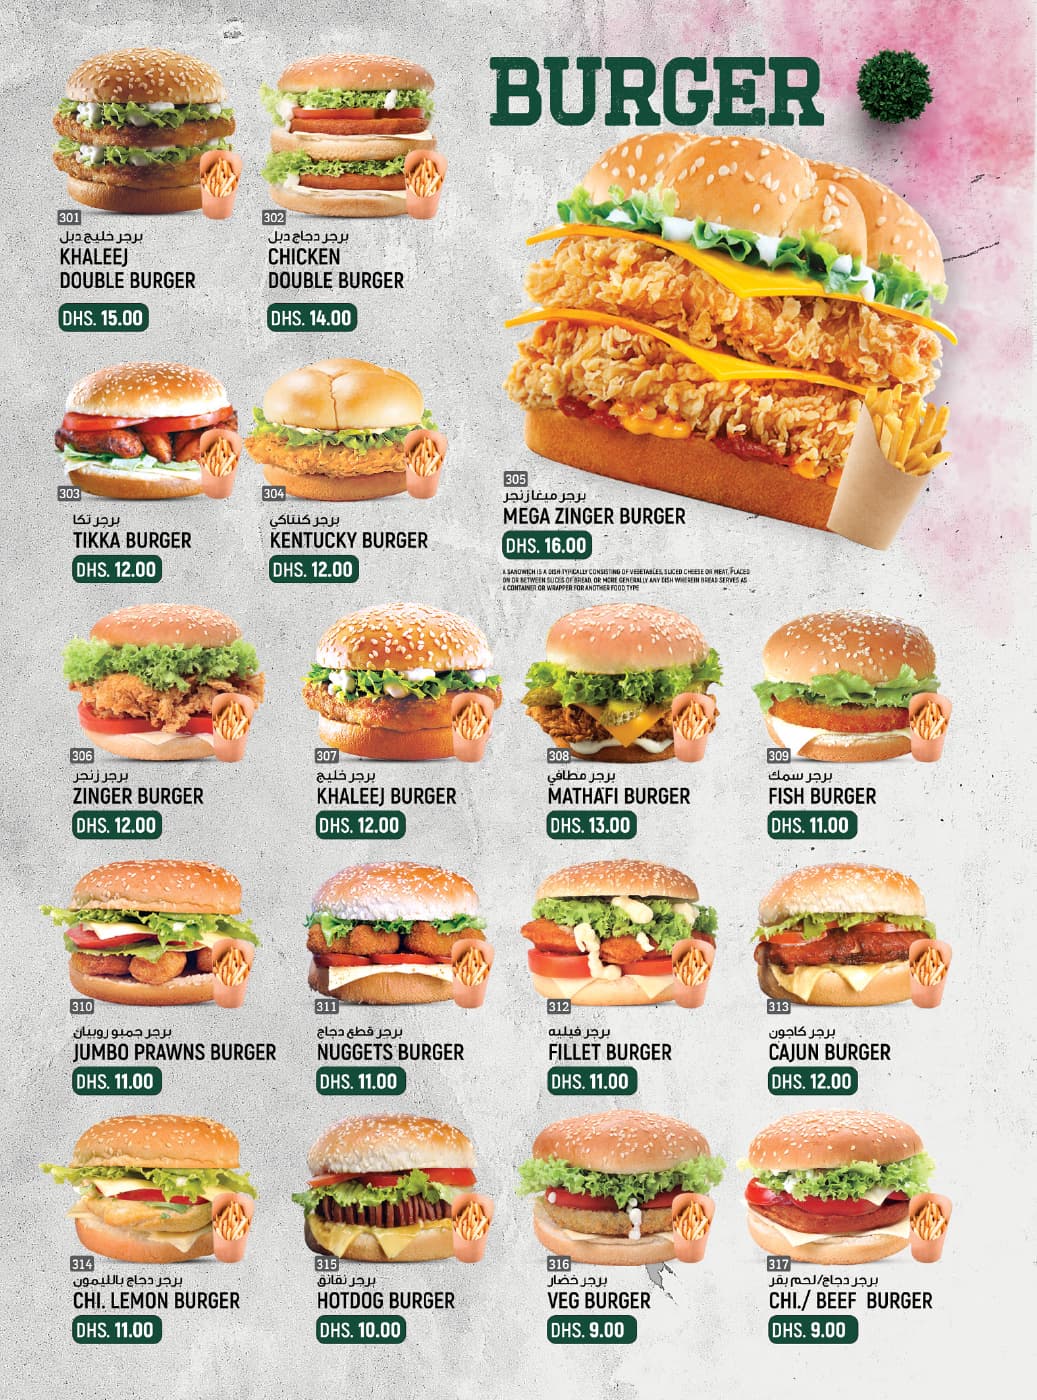 BURGER
301
برجر خليج دبل
KHALEEJ
DOUBLE BURGER
DHS. 15.00
302
برجر دجاج دبل
CHICKEN
DOUBLE BURGER
DHS. 14.00
303
برجر تكا
TIKKA BURGER
DHS. 12.00
304
برجر كنتاكي
KENTUCKY BURGER
DHS. 12.00
305
برجر ميغا زنجر
MEGA ZINGER BURGER
DHS. 16.00
A SANDWICH IS A DISH TYPICALLY CONSISTING OF VEGETABLES, SLICED CHEESE OR MEAT, PLACED
ON OR BETWEEN SLICES OF BREAD, OR MORE GENERALLY ANY DISH WHEREIN BREAD SERVES AS
A CONTAINER OR WRAPPER FOR ANOTHER FOOD TYPE
306
برجر زنجر
ZINGER BURGER
DHS. 12.00
307
برجر خليج
KHALEEJ BURGER
DHS. 12.00
308
برجر مطافي
MATHAFI BURGER
DHS. 13.00
309
برجر سمك
FISH BURGER
DHS. 11.00
310
برجر جمبو روبيان
JUMBO PRAWNS BURGER
DHS. 11.00
311
برجر قطع دجاج
NUGGETS BURGER
DHS. 11.00
312
برجر فيليه
FILLET BURGER
DHS. 11.00
313
برجر كاجون
CAJUN BURGER
DHS. 12.00
314
برجر دجاج بالليمون
CHI. LEMON BURGER
DHS. 11.00
315
برجر نقانق
HOTDOG BURGER
DHS. 10.00
316
برجر خضار
VEG BURGER
DHS. 9.00
317
برجر دجاج/لحم بقر
CHI./ BEEF BURGER
DHS. 9.00